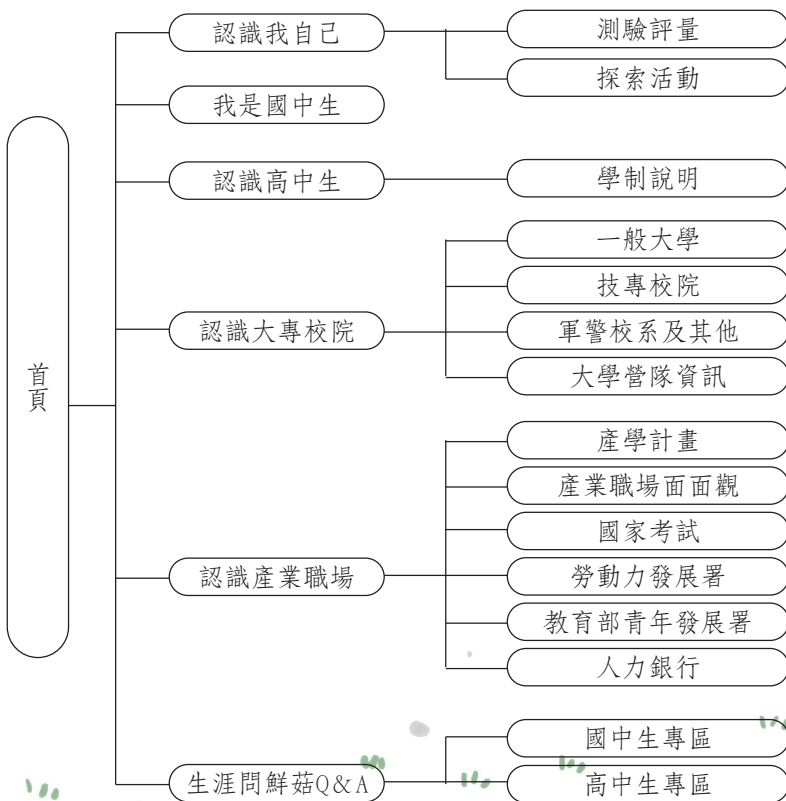 首頁
認識我自己
測驗評量
探索活動
我是國中生
認識高中生
學制說明
認識大專校院
一般大學
技專校院
軍警校系及其他
大學營隊資訊
認識產業職場
產學計畫
產業職場面面觀
國家考試
勞動力發展署
教育部青年發展署
人力銀行
生涯問鮮菇Q&A
國中生專區
高中生專區